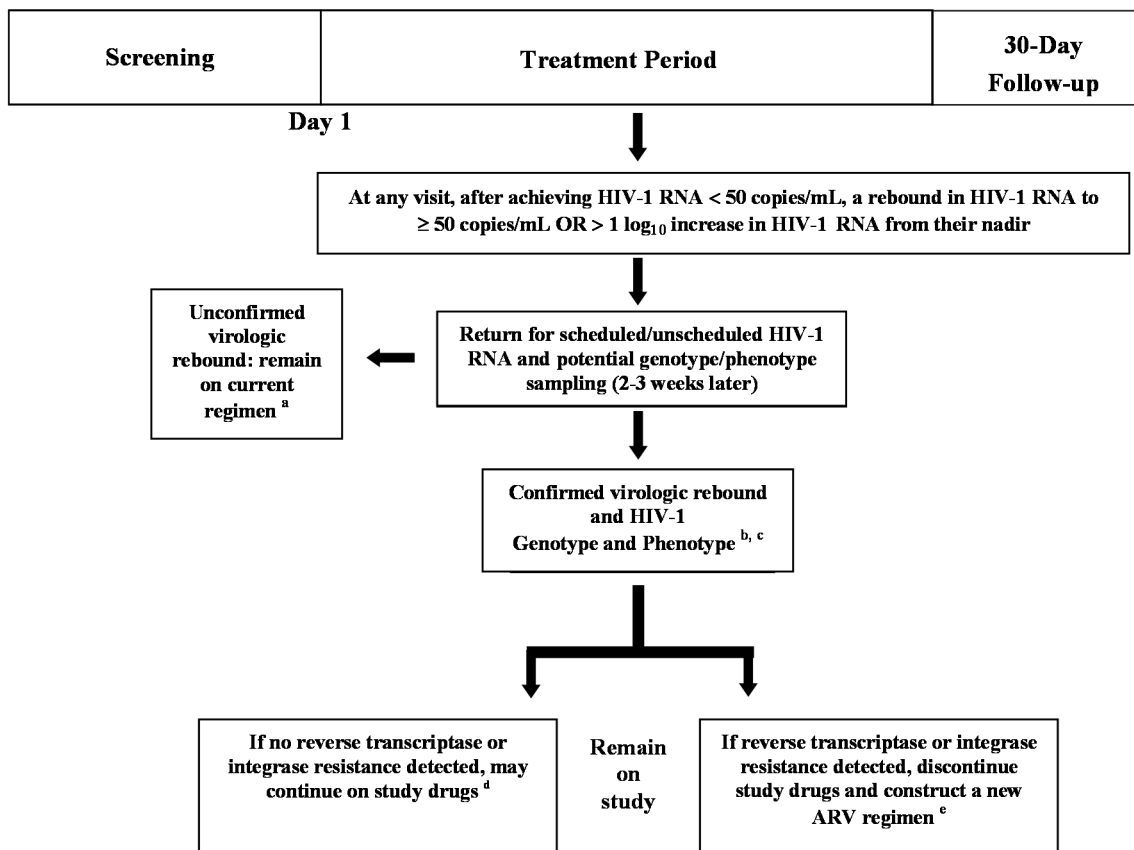 Screening
Treatment Period
30-Day
Follow-up
Day 1
At any visit, after achieving HIV-1 RNA < 50 copies/mL, a rebound in HIV-1 RNA to
≥ 50 copies/mL OR > 1 log₁₀ increase in HIV-1 RNA from their nadir
Unconfirmed
virologic
rebound: remain
on current
regimen ᵃ
Return for scheduled/unscheduled HIV-1
RNA and potential genotype/phenotype
sampling (2-3 weeks later)
Confirmed virologic rebound
and HIV-1
Genotype and Phenotype ᵇ, ᶜ
If no reverse transcriptase or
integrase resistance detected, may
continue on study drugs ᵈ
Remain
on
study
If reverse transcriptase or integrase
resistance detected, discontinue
study drugs and construct a new
ARV regimen ᵉ